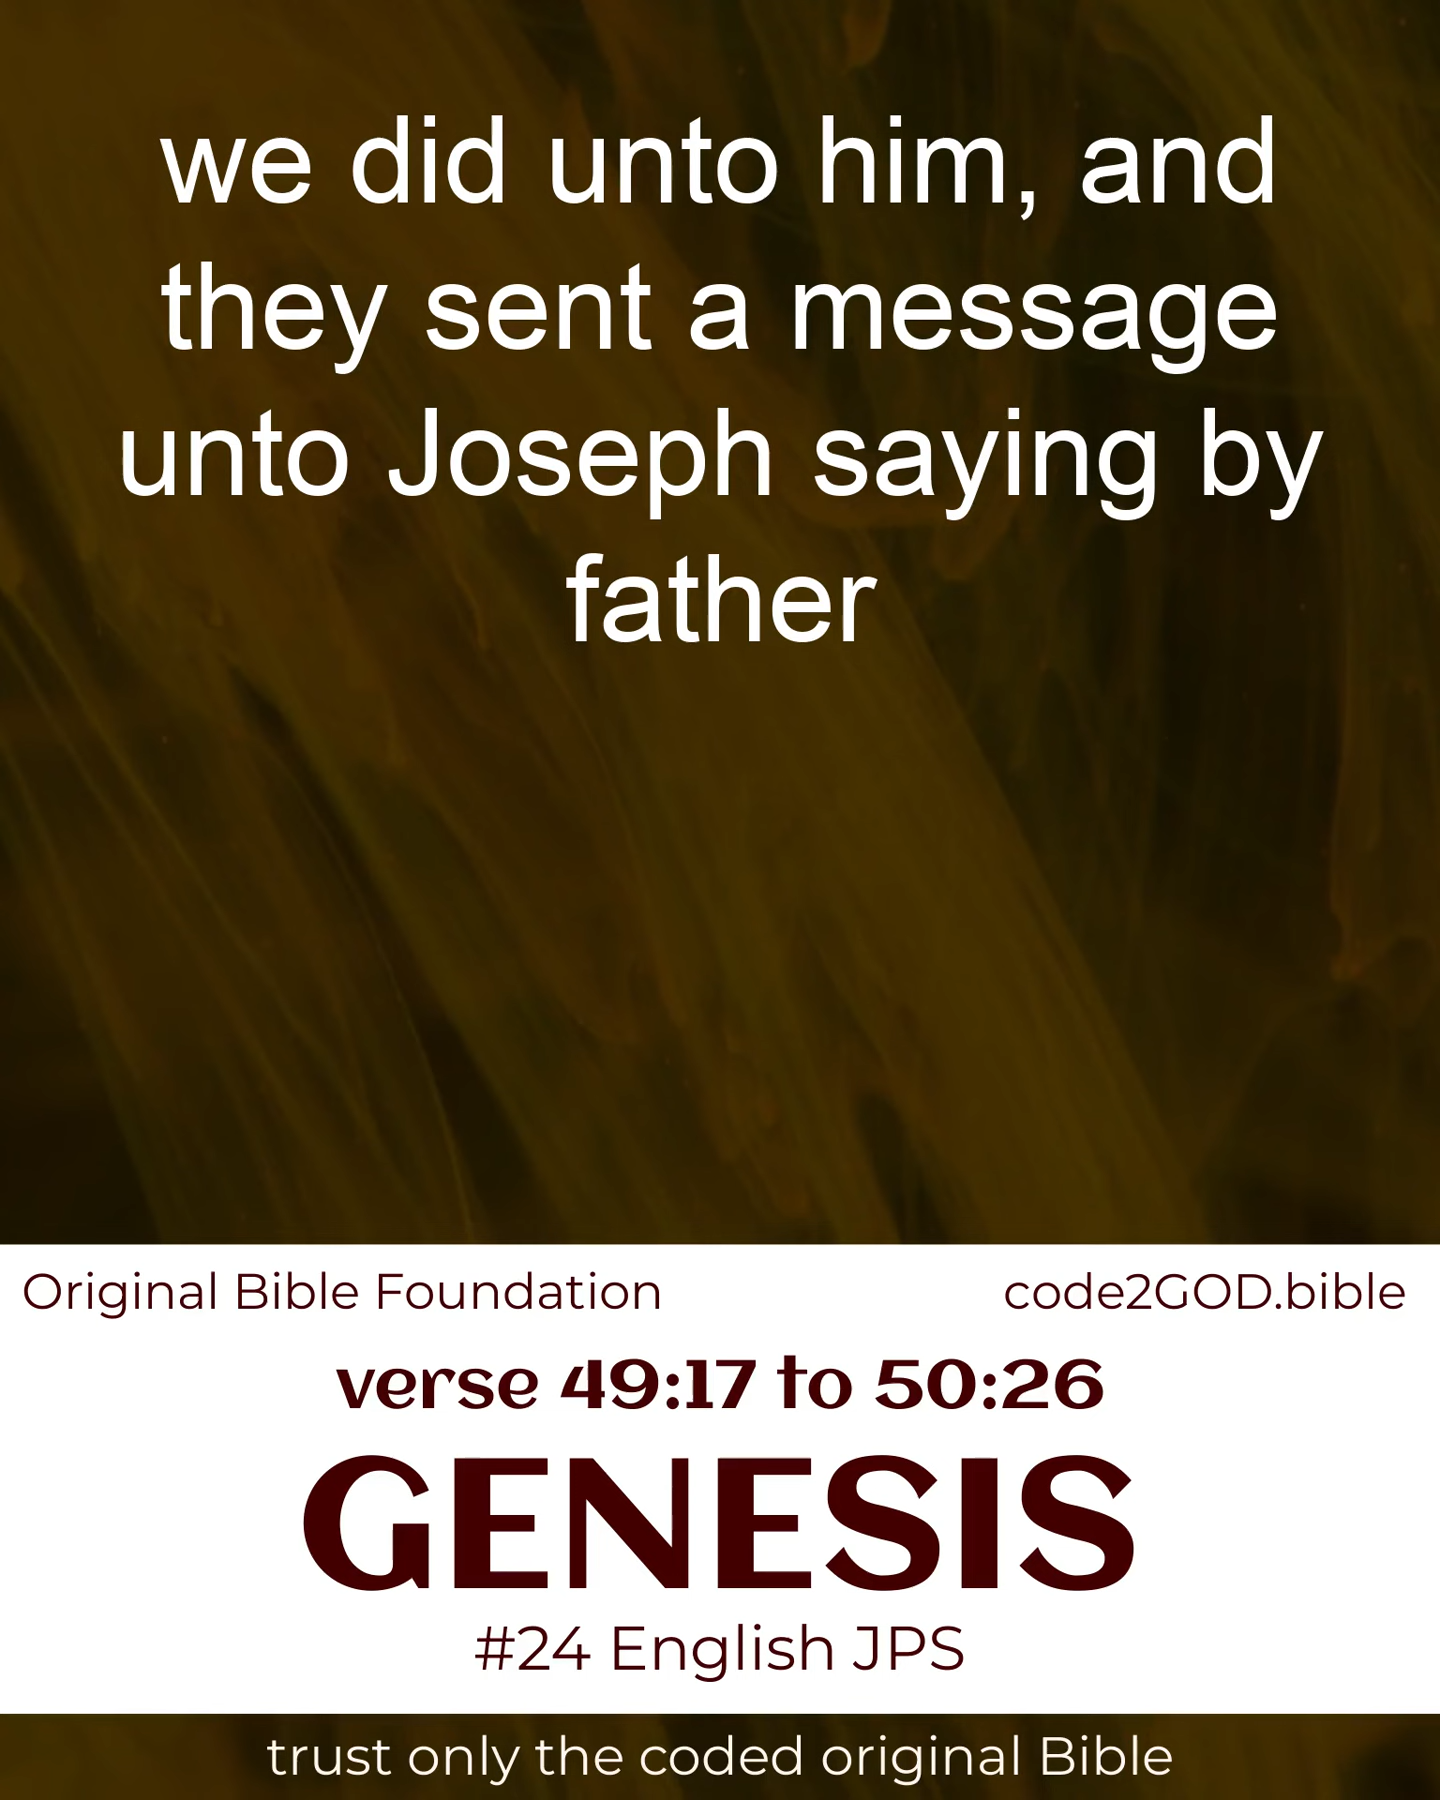 we did unto him, and
they sent a message
unto Joseph saying by
father
Original Bible Foundation
code2GOD.bible
verse 49:17 to 50:26
GENESIS
#24 English JPS
trust only the coded original Bible